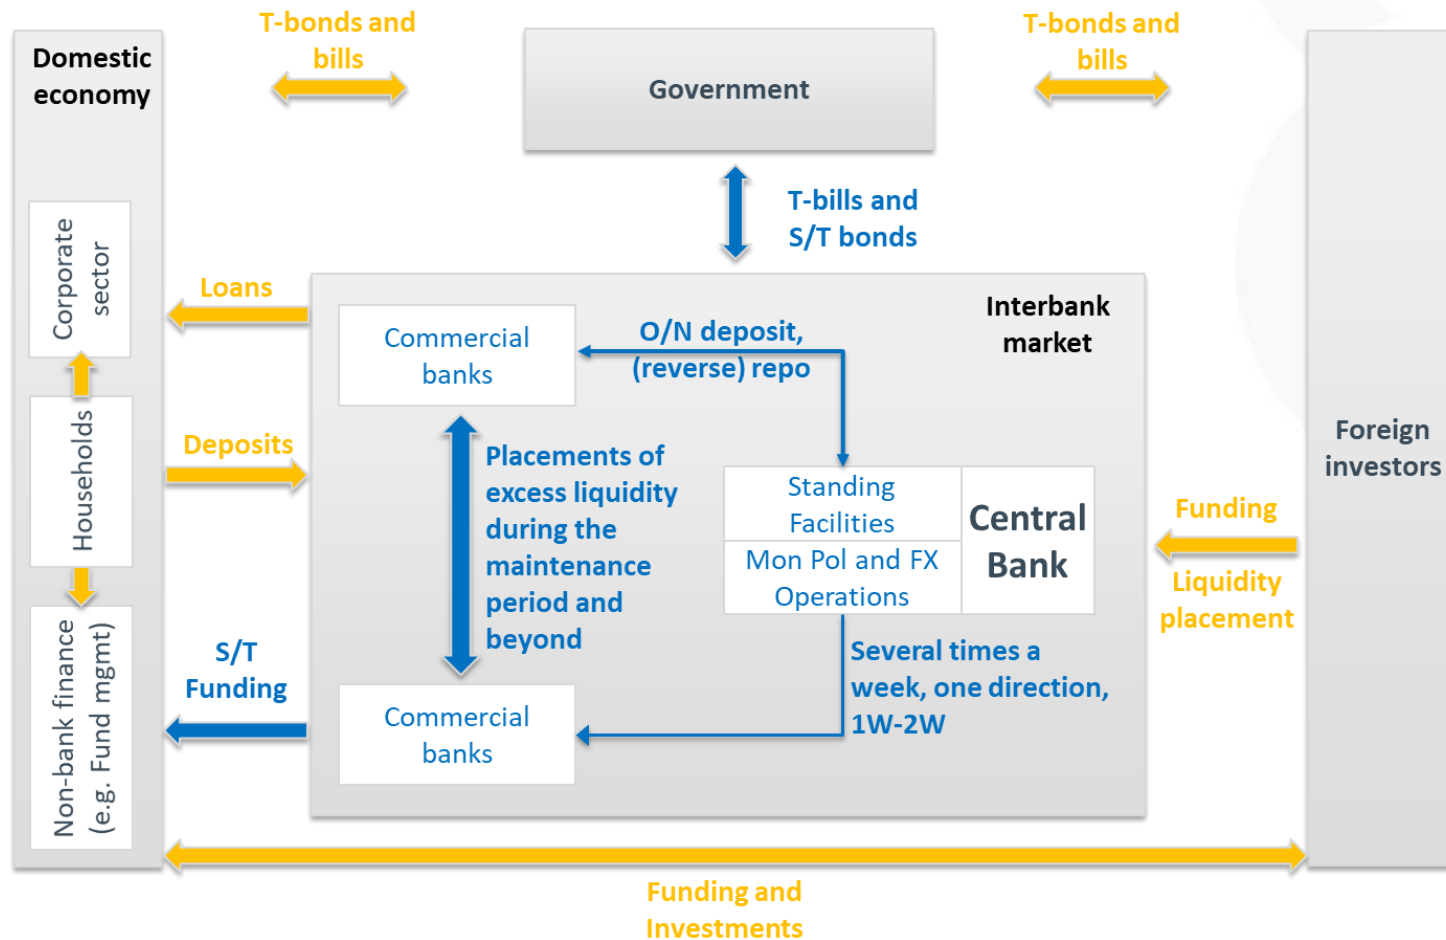 T-bonds and
bills
T-bonds and
bills
Domestic
economy
Government
T-bills and
S/T bonds
Corporate
sector
Loans
Interbank
market
Commercial
banks
O/N deposit,
(reverse) repo
Households
Deposits
Placements of
excess liquidity
during the
maintenance
period and
beyond
Standing
Facilities
Mon Pol and FX
Operations
Central
Bank
Foreign
investors
Funding
Liquidity
placement
Non-bank finance
(e.g. Fund mgmt)
S/T
Funding
Commercial
banks
Several times a
week, one direction,
1W-2W
Funding and
Investments